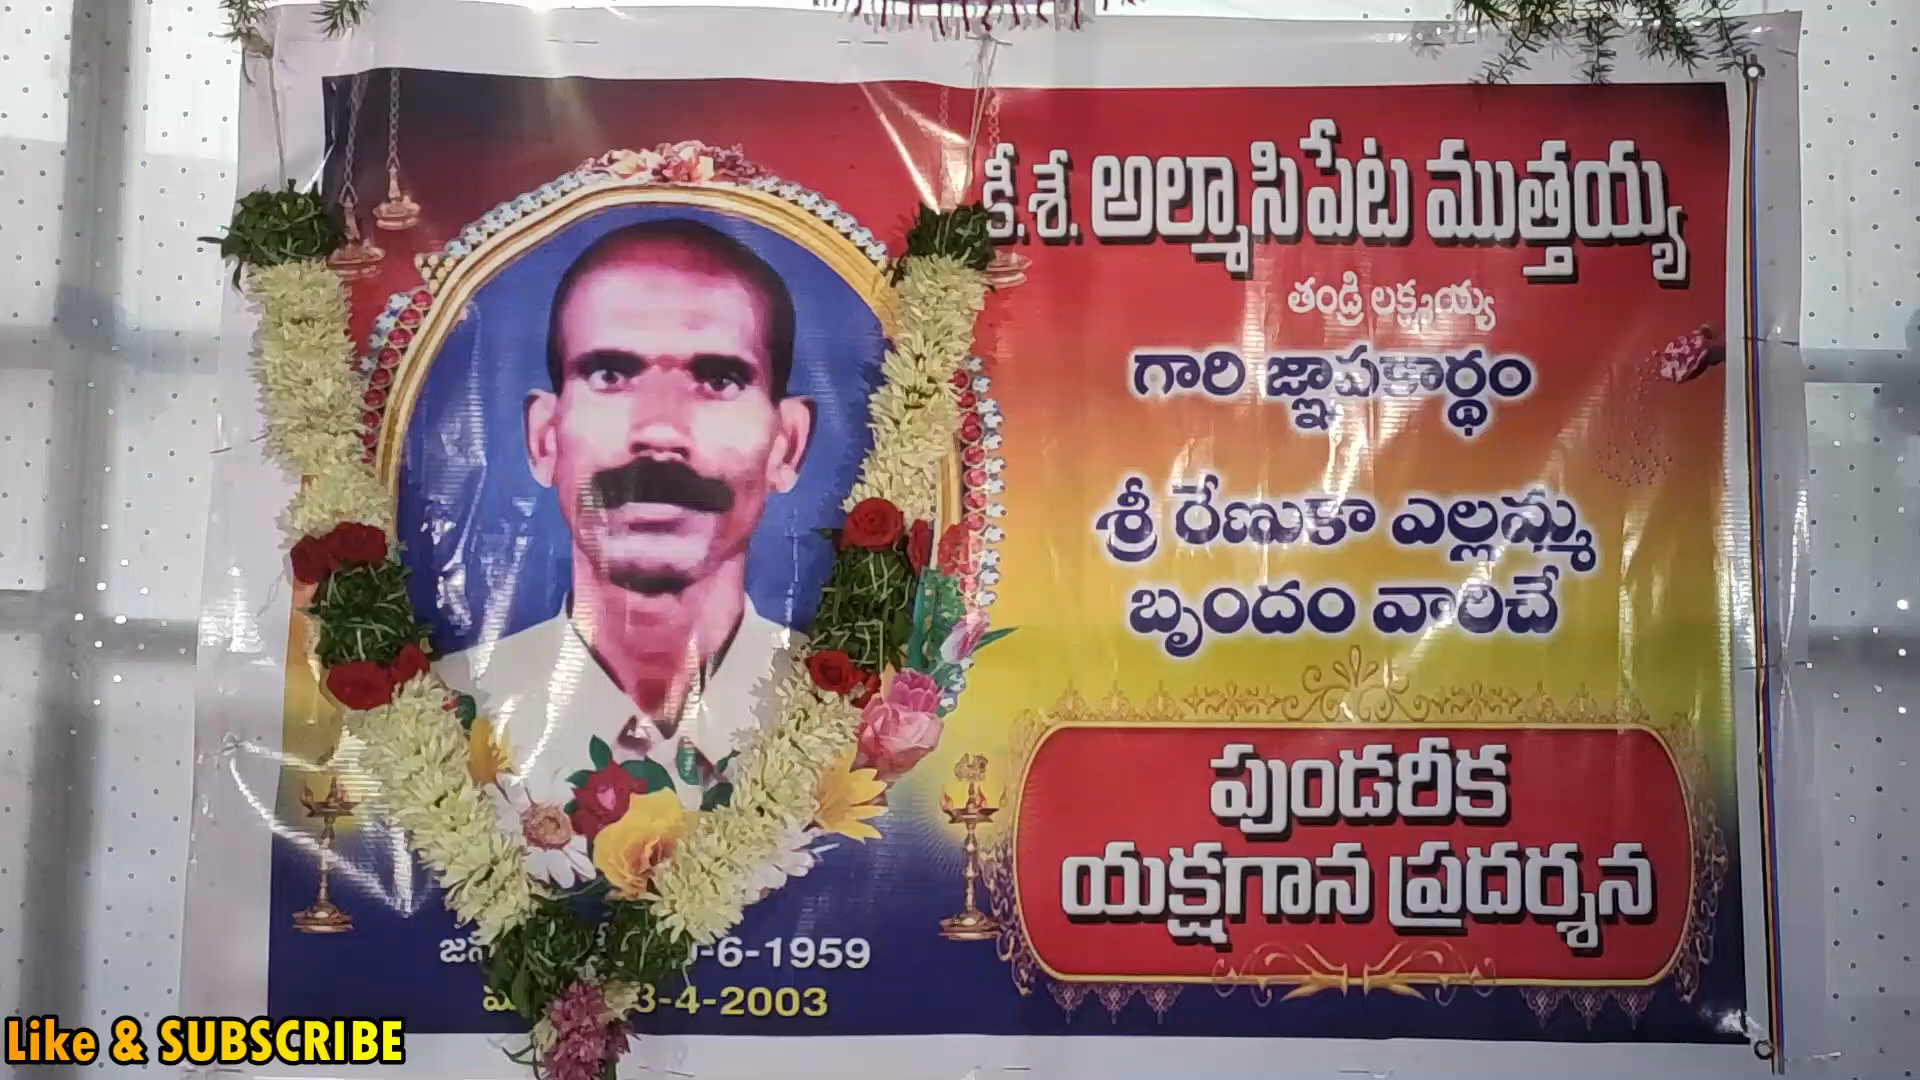 కీ.శే. అల్మాసిపేట ముత్తయ్య
తండ్రి లక్ష్మయ్య
గారి జ్ఞాపకార్థం
శ్రీ రేణుకా ఎల్లమ్మ
బృందం వారిచే
పుండరీక
యక్షగాన ప్రదర్శన
-6-1959
3-4-2003
Like & SUBSCRIBE